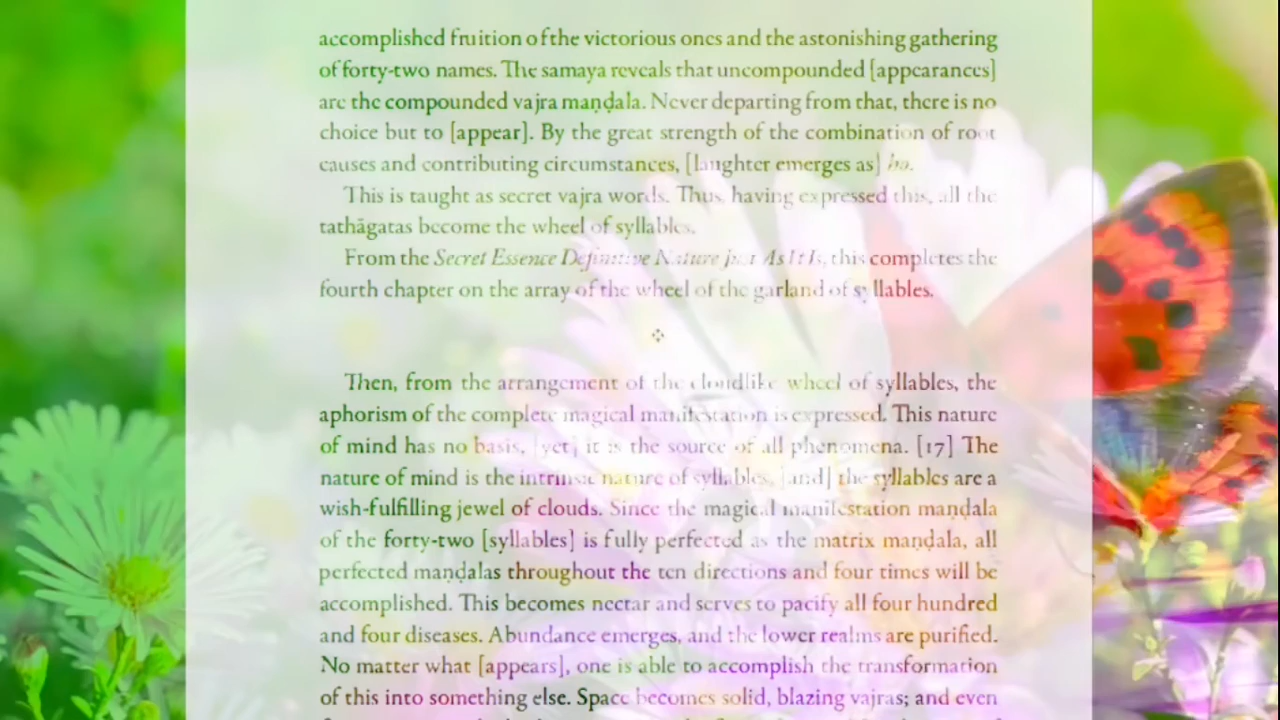 accomplished fruition of the victorious ones and the astonishing gathering
of forty-two names. The samaya reveals that uncompounded [appearances]
are the compounded vajra maṇḍala. Never departing from that, there is no
choice but to [appear]. By the great strength of the combination of root
causes and contributing circumstances, [laughter emerges as] ha.
This is taught as secret vajra words. Thus, having expressed this, all the
tathāgatas become the wheel of syllables.
From the Secret Essence Definitive Nature Just As It Is, this completes the
fourth chapter on the array of the wheel of the garland of syllables.
Then, from the arrangement of the cloudlike wheel of syllables, the
aphorism of the complete magical manifestation is expressed. This nature
of mind has no basis, [yet] it is the source of all phenomena. [17] The
nature of mind is the intrinsic nature of syllables, [and] the syllables are a
wish-fulfilling jewel of clouds. Since the magical manifestation maṇḍala
of the forty-two [syllables] is fully perfected as the matrix maṇḍala, all
perfected maṇḍalas throughout the ten directions and four times will be
accomplished. This becomes nectar and serves to pacify all four hundred
and four diseases. Abundance emerges, and the lower realms are purified.
No matter what [appears], one is able to accomplish the transformation
of this into something else. Space becomes solid, blazing vajras; and even